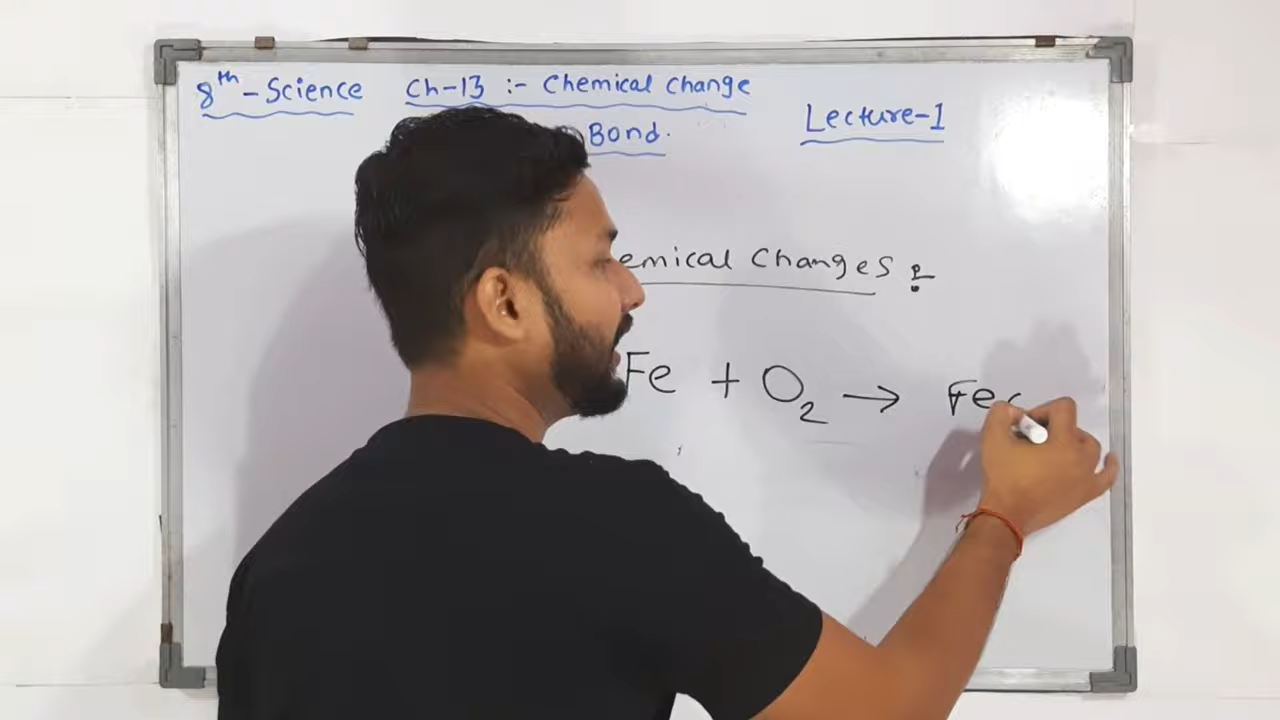 8th - Science Ch-13 :- Chemical Change
Bond.
Lecture-1
emical Changes :-
Fe + O2 → Fe